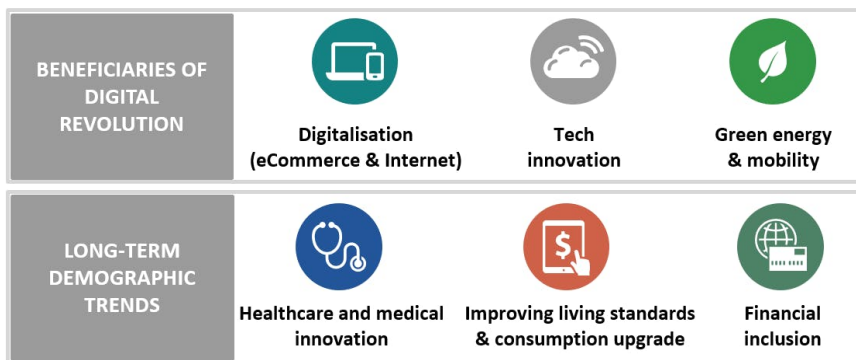 BENEFICIARIES OF
DIGITAL
REVOLUTION
Digitalisation
(eCommerce & Internet)
Tech
innovation
Green energy
& mobility
LONG-TERM
DEMOGRAPHIC
TRENDS
$
Healthcare and medical
innovation
Improving living standards
& consumption upgrade
Financial
inclusion